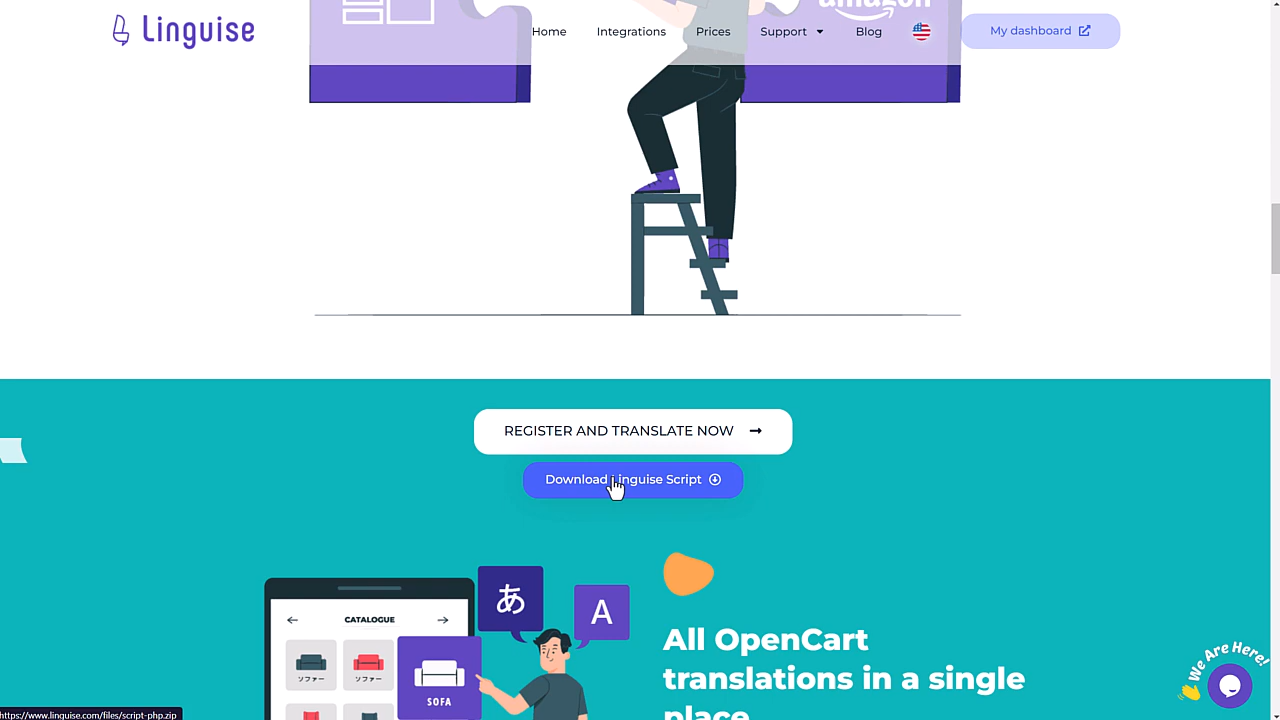 amazon
Linguise
Home
Integrations
Prices
Support
Blog
My dashboard
REGISTER AND TRANSLATE NOW
Download Linguise Script
あ
A
CATALOGUE
ソファー
ソファー
SOFA
All OpenCart
translations in a single
place
We Are Here!
https://www.linguise.com/files/script-php.zip